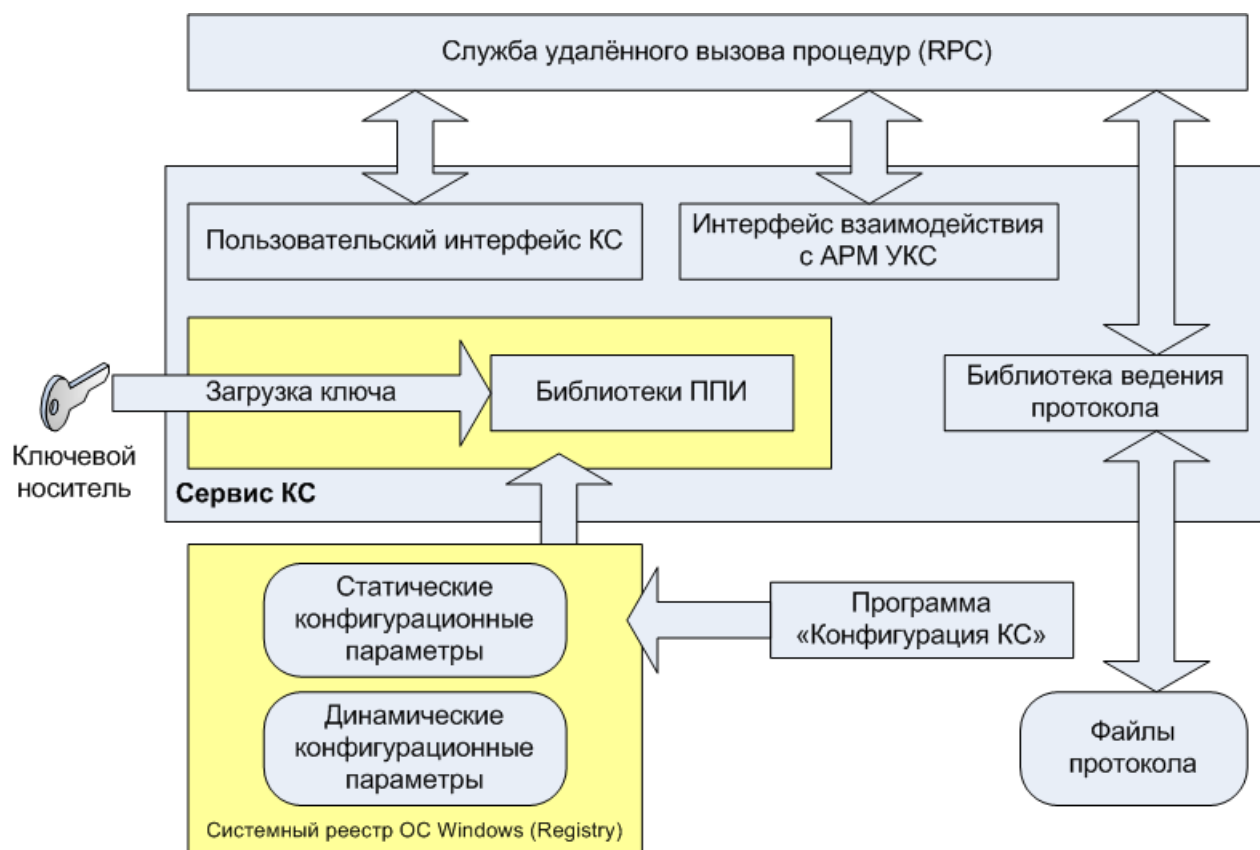 Служба удалённого вызова процедур (RPC)
Пользовательский интерфейс КС
Интерфейс взаимодействия
с АРМ УКС
Загрузка ключа
Библиотеки ППИ
Библиотека ведения
протокола
Ключевой
носитель
Сервис КС
Статические
конфигурационные
параметры
Программа
«Конфигурация КС»
Динамические
конфигурационные
параметры
Файлы
протокола
Системный реестр ОС Windows (Registry)